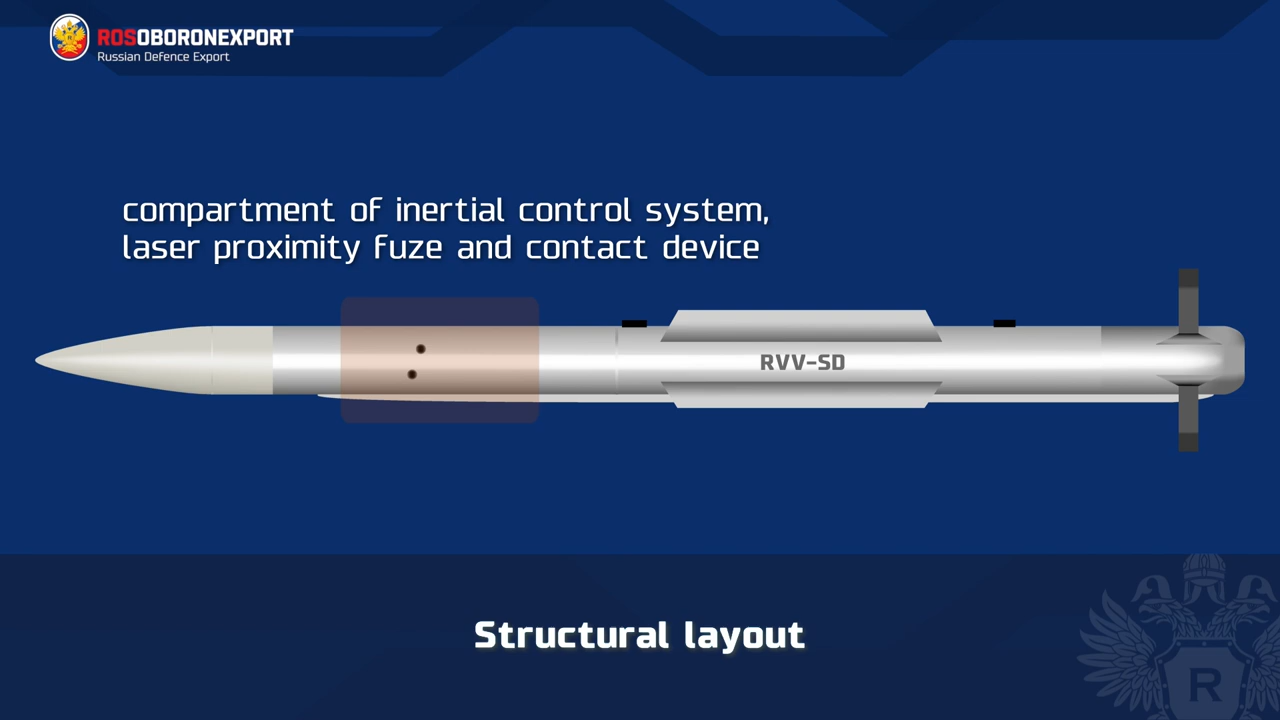 ROSOBORONEXPORT
Russian Defence Export
compartment of inertial control system,
laser proximity fuze and contact device
RVV-SD
Structural layout
R